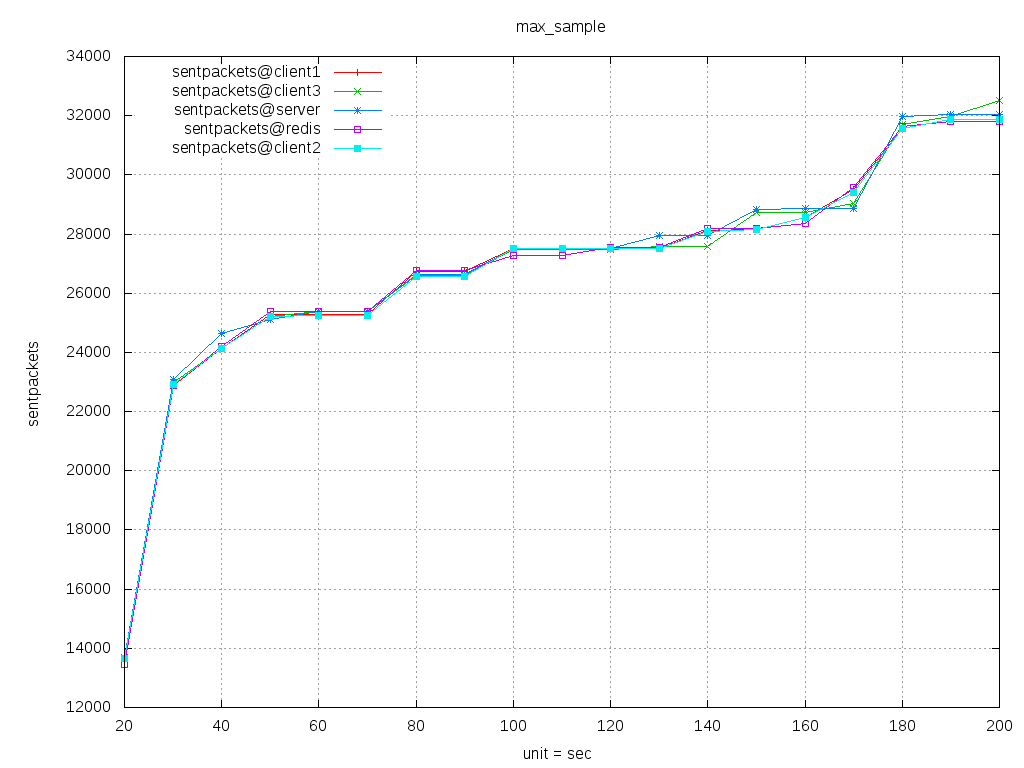 max_sample
34000
32000
30000
28000
26000
24000
22000
20000
18000
16000
14000
12000
sentpackets
sentpackets@client1
sentpackets@client3
sentpackets@server
sentpackets@redis
sentpackets@client2
20 40 60 80 100 120 140 160 180 200
unit = sec